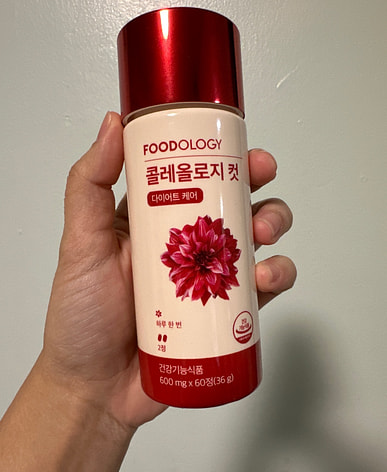 FOODOLOGY
콜레올로지 컷
다이어트 케어
하루 한 번
2정
건강기능식품
600 mg x 60정(36 g)